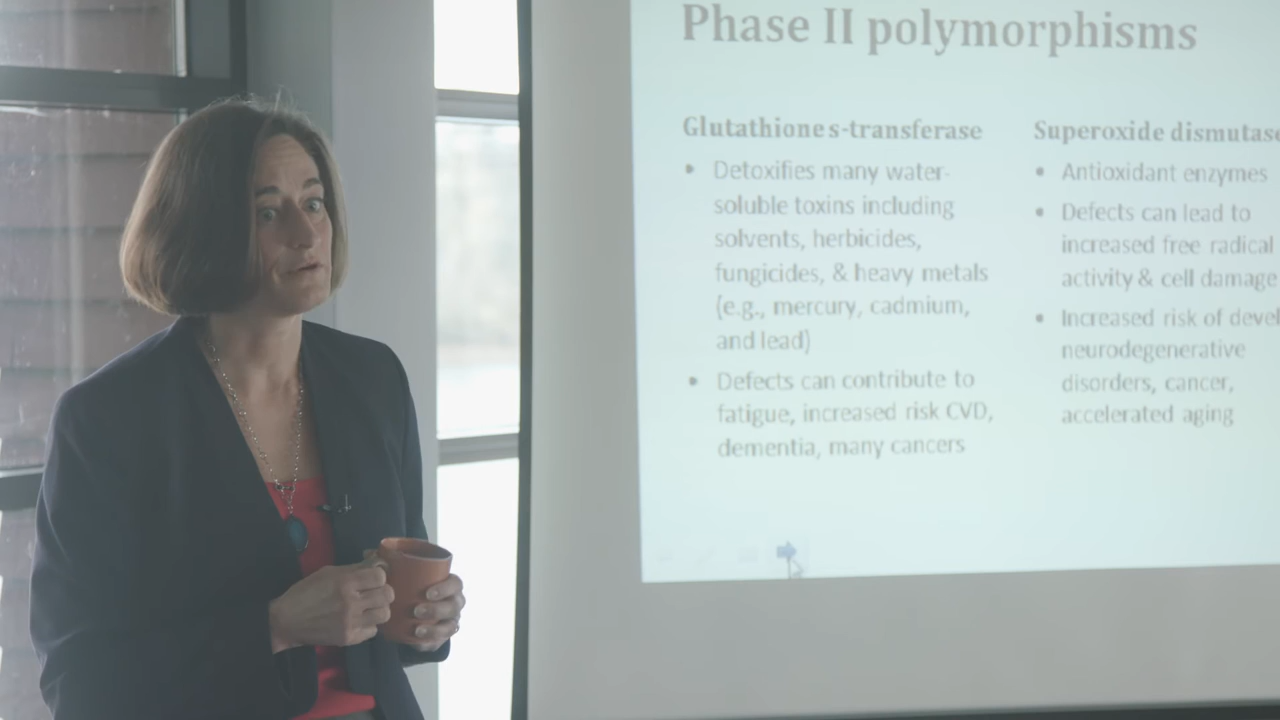 Phase II polymorphisms
Glutathione s-transferase
• Detoxifies many water-
soluble toxins including
solvents, herbicides,
fungicides, & heavy metals
(e.g., mercury, cadmium,
and lead)
• Defects can contribute to
fatigue, increased risk CVD,
dementia, many cancers
Superoxide dismutase
• Antioxidant enzymes
• Defects can lead to
increased free radical
activity & cell damage
• Increased risk of devel
neurodegenerative
disorders, cancer,
accelerated aging